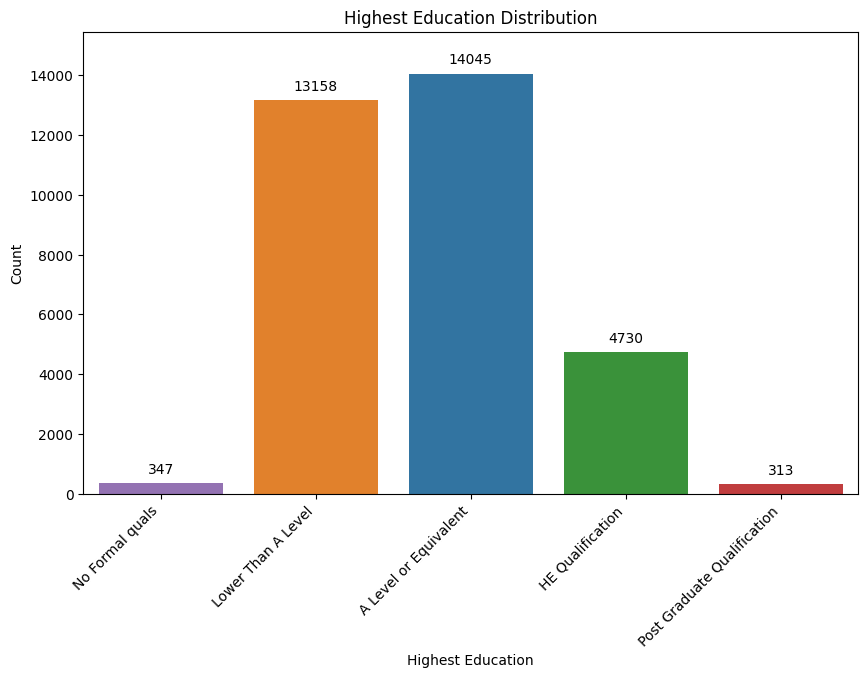 Highest Education Distribution
Count
14000
12000
10000
8000
6000
4000
2000
0
347
13158
14045
4730
313
No Formal quals
Lower Than A Level
A Level or Equivalent
HE Qualification
Post Graduate Qualification
Highest Education